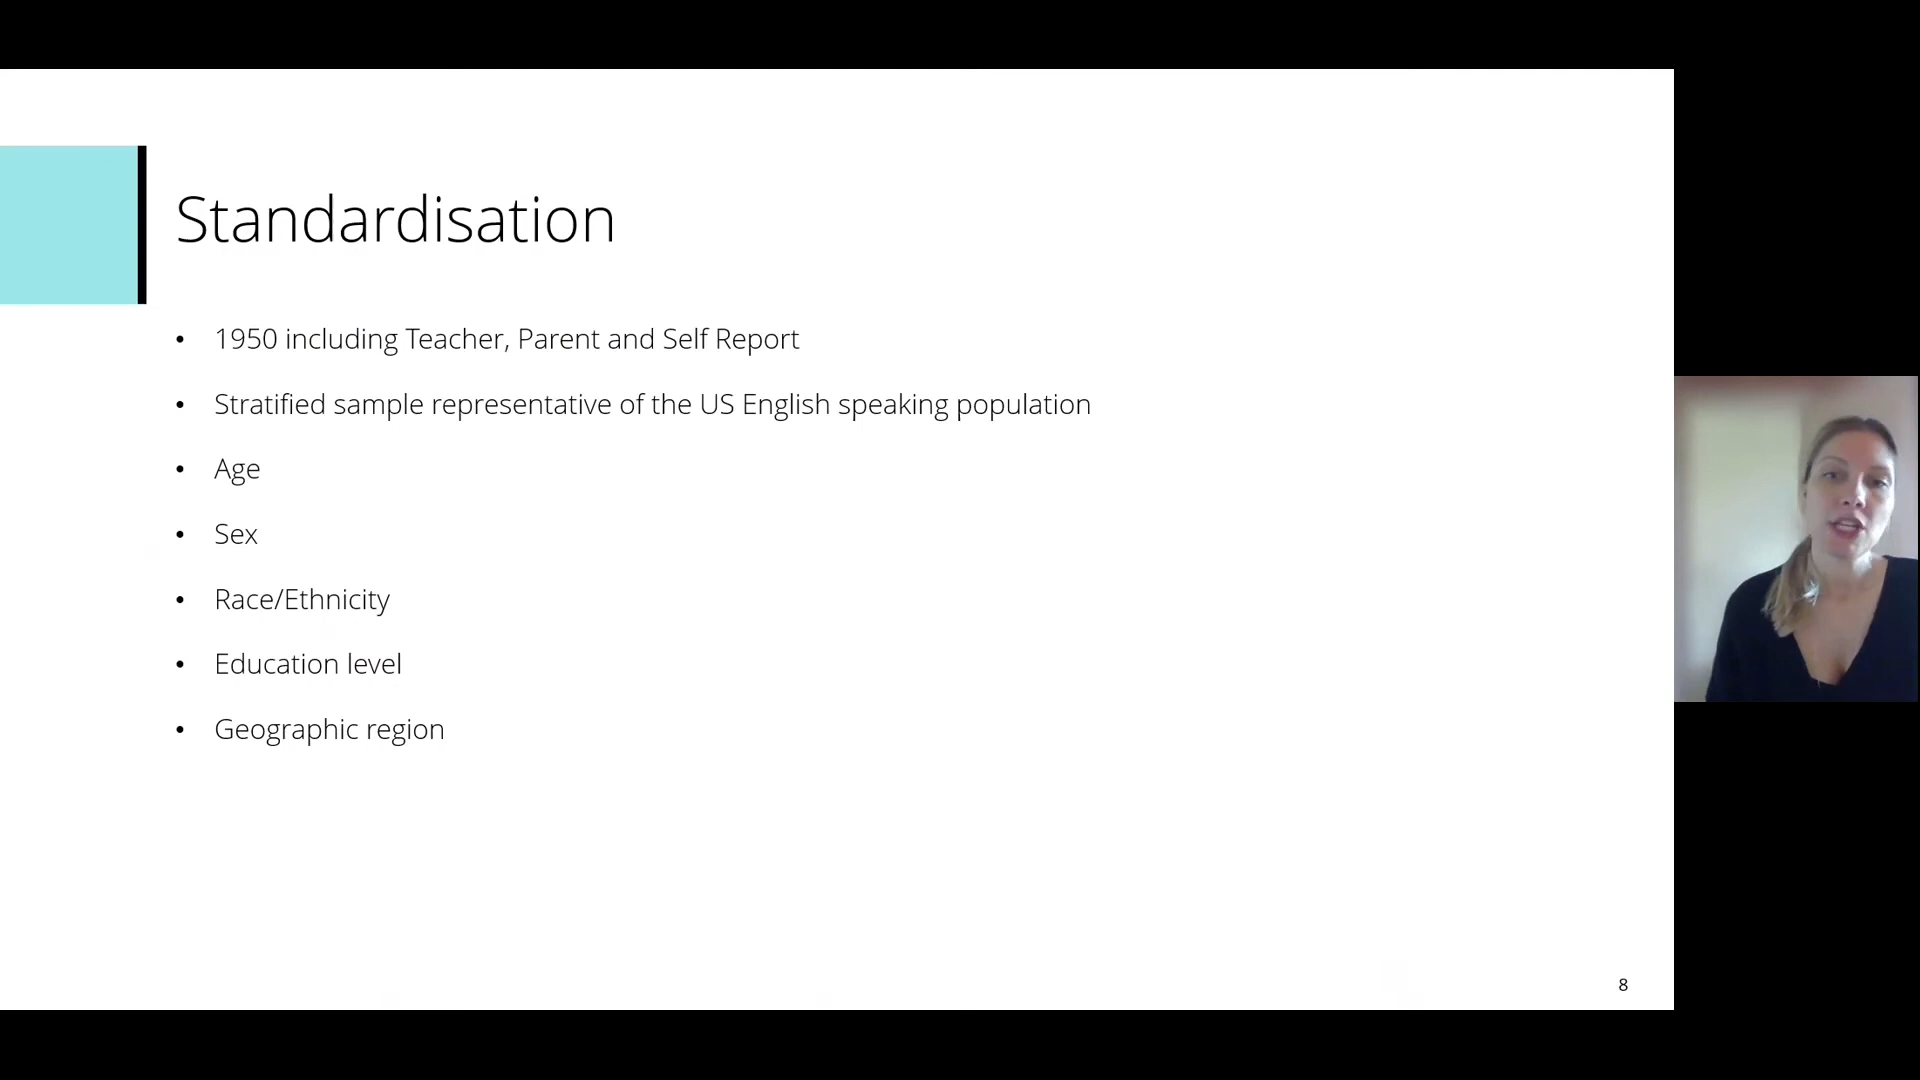 Standardisation
• 1950 including Teacher, Parent and Self Report
• Stratified sample representative of the US English speaking population
• Age
• Sex
• Race/Ethnicity
• Education level
• Geographic region
8